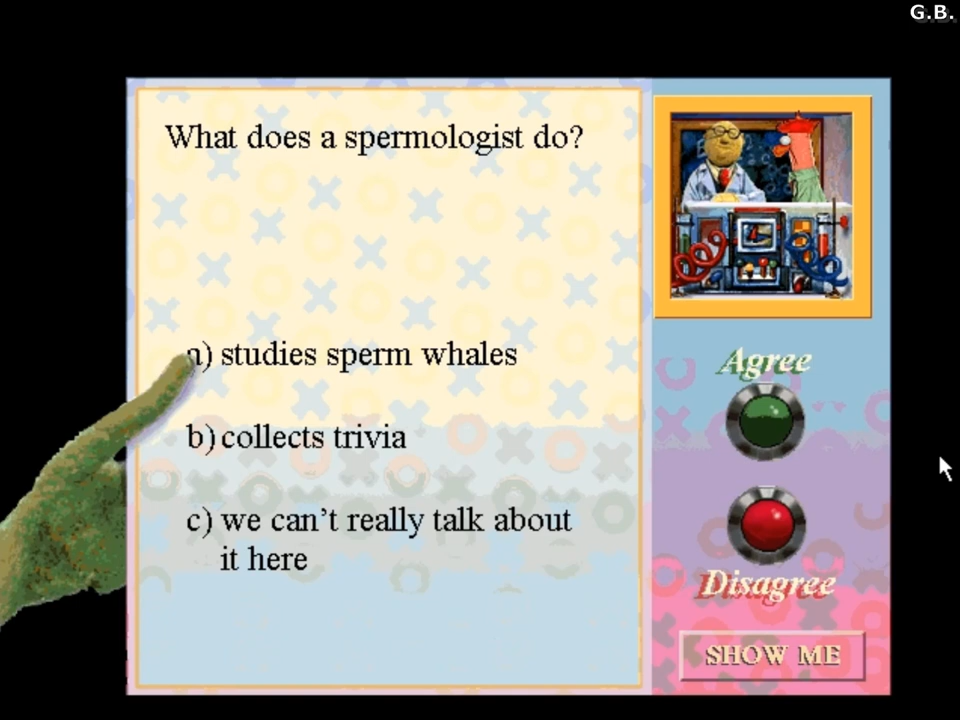 G.B.
What does a spermologist do?
a) studies sperm whales
b) collects trivia
c) we can’t really talk about
it here
Agree
Disagree
SHOW ME